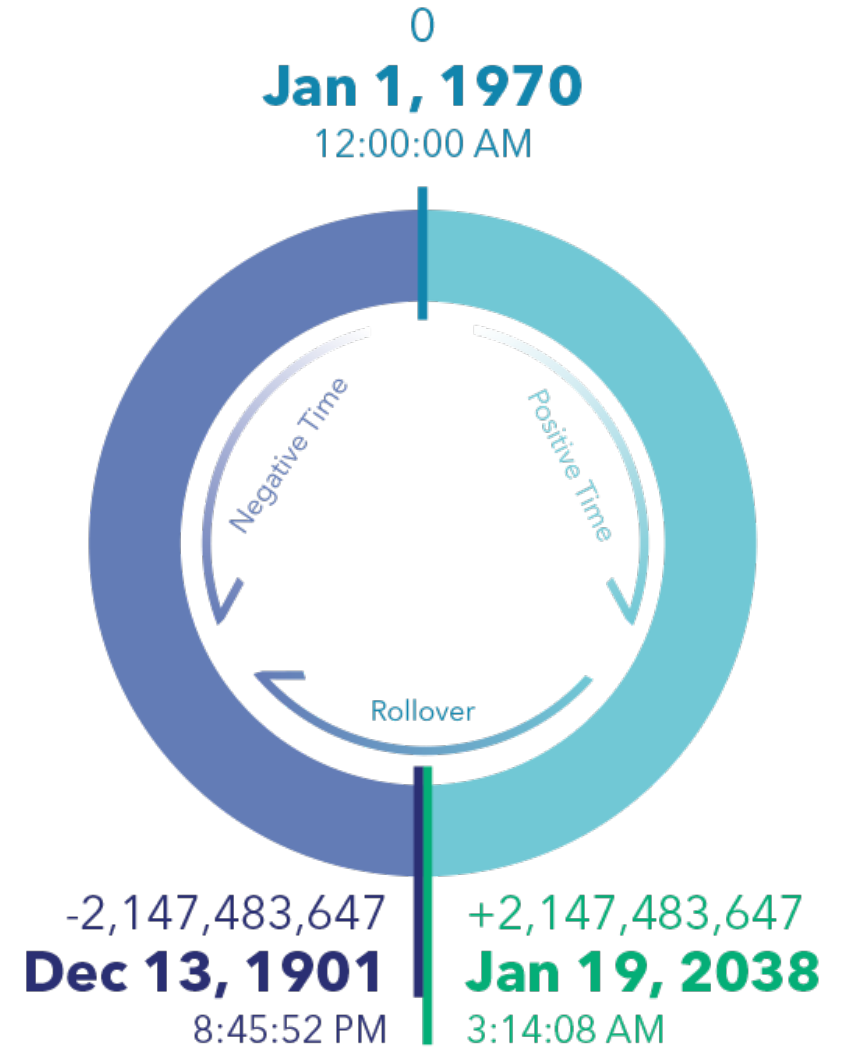 0
Jan 1, 1970
12:00:00 AM
Negative Time
Positive Time
Rollover
-2,147,483,647
Dec 13, 1901
8:45:52 PM
+2,147,483,647
Jan 19, 2038
3:14:08 AM